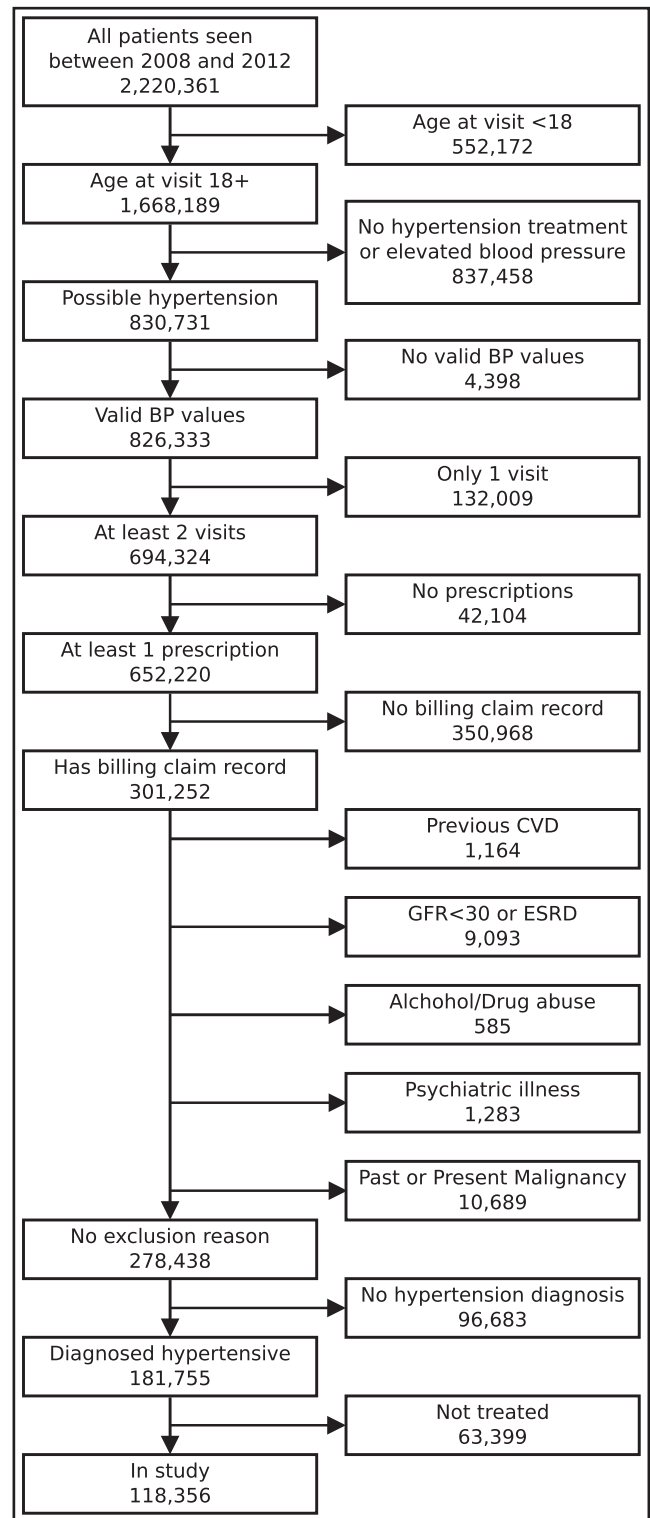 All patients seen
between 2008 and 2012
2,220,361
Age at visit <18
552,172
Age at visit 18+
1,668,189
No hypertension treatment
or elevated blood pressure
837,458
Possible hypertension
830,731
No valid BP values
4,398
Valid BP values
826,333
Only 1 visit
132,009
At least 2 visits
694,324
No prescriptions
42,104
At least 1 prescription
652,220
No billing claim record
350,968
Has billing claim record
301,252
Previous CVD
1,164
GFR<30 or ESRD
9,093
Alchohol/Drug abuse
585
Psychiatric illness
1,283
Past or Present Malignancy
10,689
No exclusion reason
278,438
No hypertension diagnosis
96,683
Diagnosed hypertensive
181,755
Not treated
63,399
In study
118,356